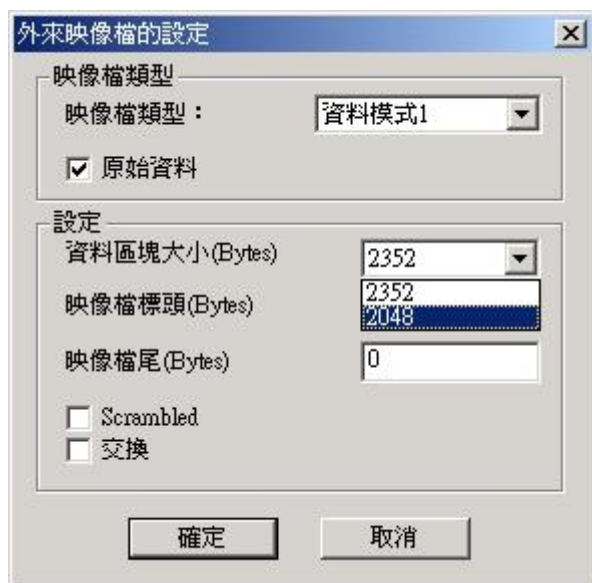 外來映像檔的設定
映像檔類型
映像檔類型： 資料模式1
原始資料
設定
資料區塊大小(Bytes) 2352
2352
映像檔標頭(Bytes) 2048
映像檔尾(Bytes) 0
Scrambled
交換
確定 取消